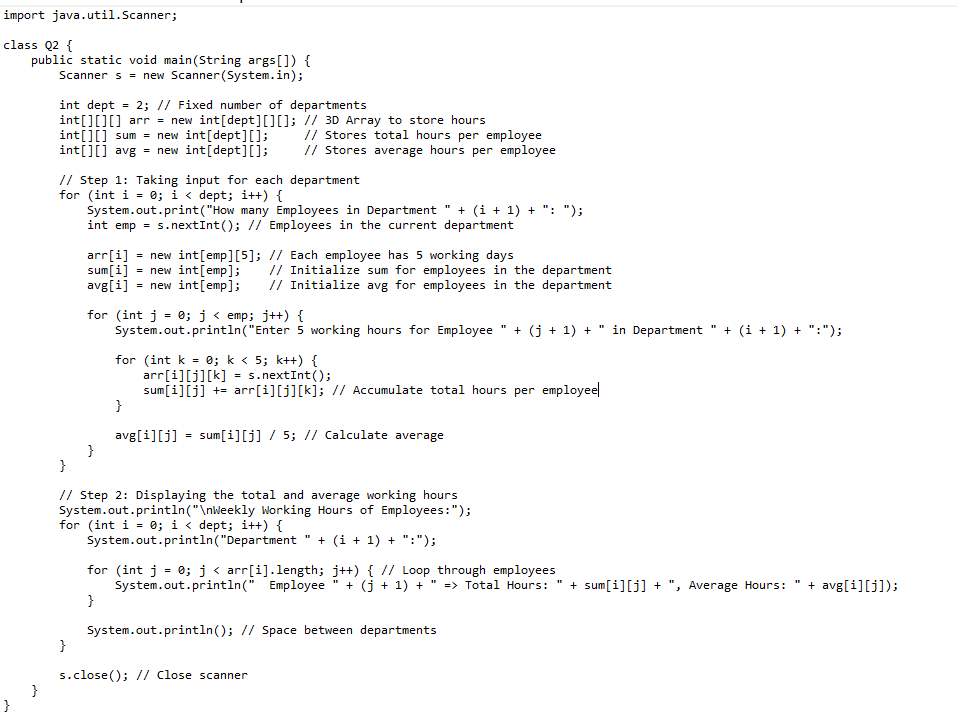 import java.util.Scanner;

class Q2 {
    public static void main(String args[]) {
        Scanner s = new Scanner(System.in);

        int dept = 2; // Fixed number of departments
        int[][][] arr = new int[dept][][]; // 3D Array to store hours
        int[][] sum = new int[dept][];     // Stores total hours per employee
        int[][] avg = new int[dept][];     // Stores average hours per employee

        // Step 1: Taking input for each department
        for (int i = 0; i < dept; i++) {
            System.out.print("How many Employees in Department " + (i + 1) + ": ");
            int emp = s.nextInt(); // Employees in the current department

            arr[i] = new int[emp][5]; // Each employee has 5 working days
            sum[i] = new int[emp];    // Initialize sum for employees in the department
            avg[i] = new int[emp];    // Initialize avg for employees in the department

            for (int j = 0; j < emp; j++) {
                System.out.println("Enter 5 working hours for Employee " + (j + 1) + " in Department " + (i + 1) + ":");

                for (int k = 0; k < 5; k++) {
                    arr[i][j][k] = s.nextInt();
                    sum[i][j] += arr[i][j][k]; // Accumulate total hours per employee
                }

                avg[i][j] = sum[i][j] / 5; // Calculate average
            }
        }

        // Step 2: Displaying the total and average working hours
        System.out.println("\nWeekly Working Hours of Employees:");
        for (int i = 0; i < dept; i++) {
            System.out.println("Department " + (i + 1) + ":");

            for (int j = 0; j < arr[i].length; j++) { // Loop through employees
                System.out.println("  Employee " + (j + 1) + " => Total Hours: " + sum[i][j] + ", Average Hours: " + avg[i][j]);
            }

            System.out.println(); // Space between departments
        }

        s.close(); // Close scanner
    }
}